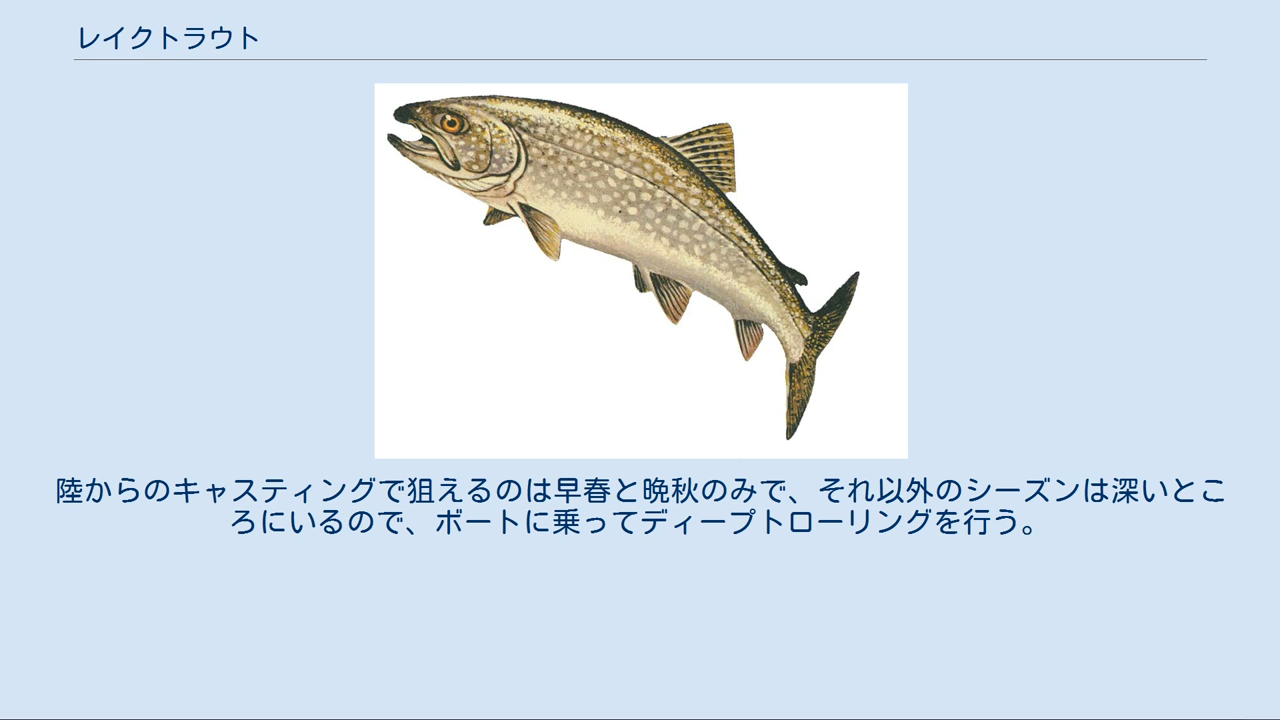 レイクトラウト
陸からのキャスティングで狙えるのは早春と晩秋のみで、それ以外のシーズンは深いとこ
ろにいるので、ボートに乗ってディープトローリングを行う。